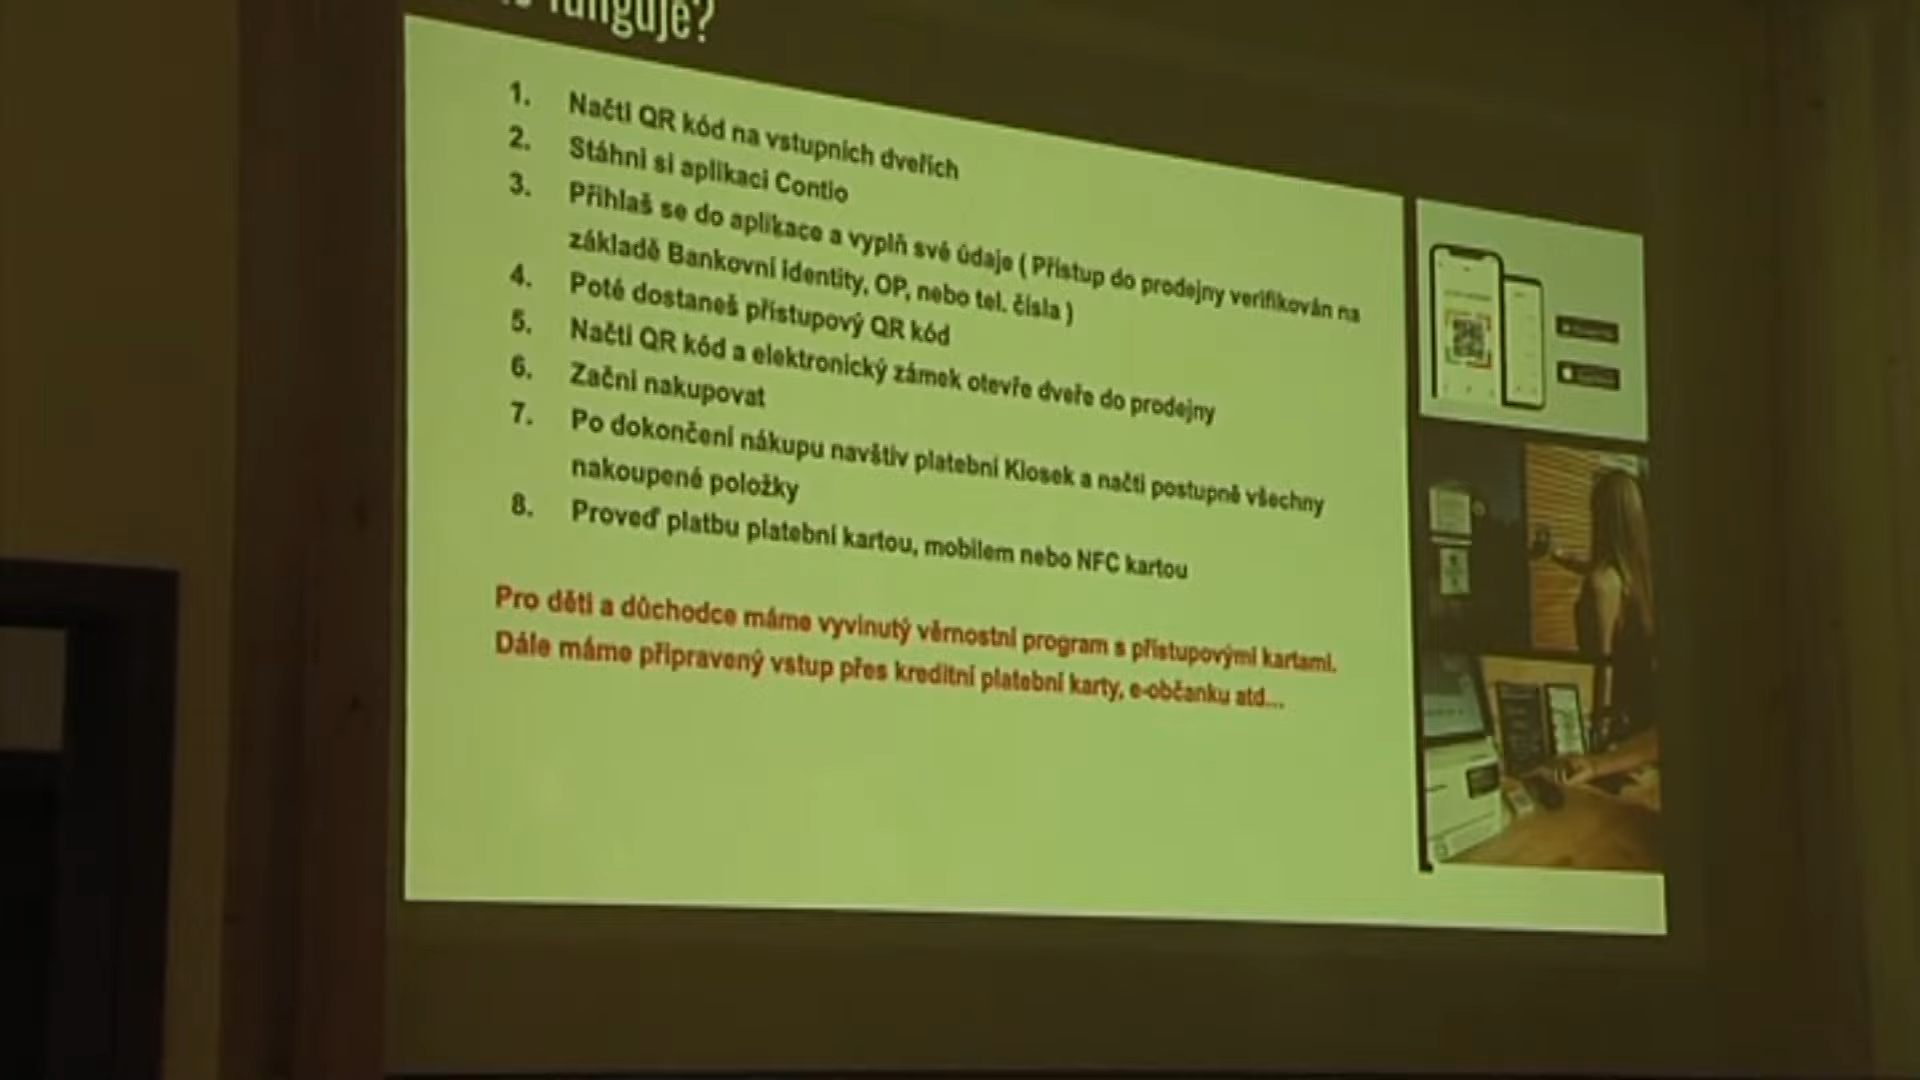 funguje?
1. Načti QR kód na vstupních dveřích
2. Stáhni si aplikaci Contio
3. Přihlaš se do aplikace a vyplň své údaje ( Přístup do prodejny verifikován na
základě Bankovní identity, OP, nebo tel. čísla )
4. Poté dostaneš přístupový QR kód
5. Načti QR kód a elektronický zámek otevře dveře do prodejny
6. Začni nakupovat
7. Po dokončení nákupu navštiv platební Kiosek a načti postupně všechny
nakoupené položky
8. Proveď platbu platební kartou, mobilem nebo NFC kartou
Pro děti a důchodce máme vyvinutý věrnostní program s přístupovými kartami.
Dále máme připravený vstup přes kreditní platební karty, e-občanku atd...